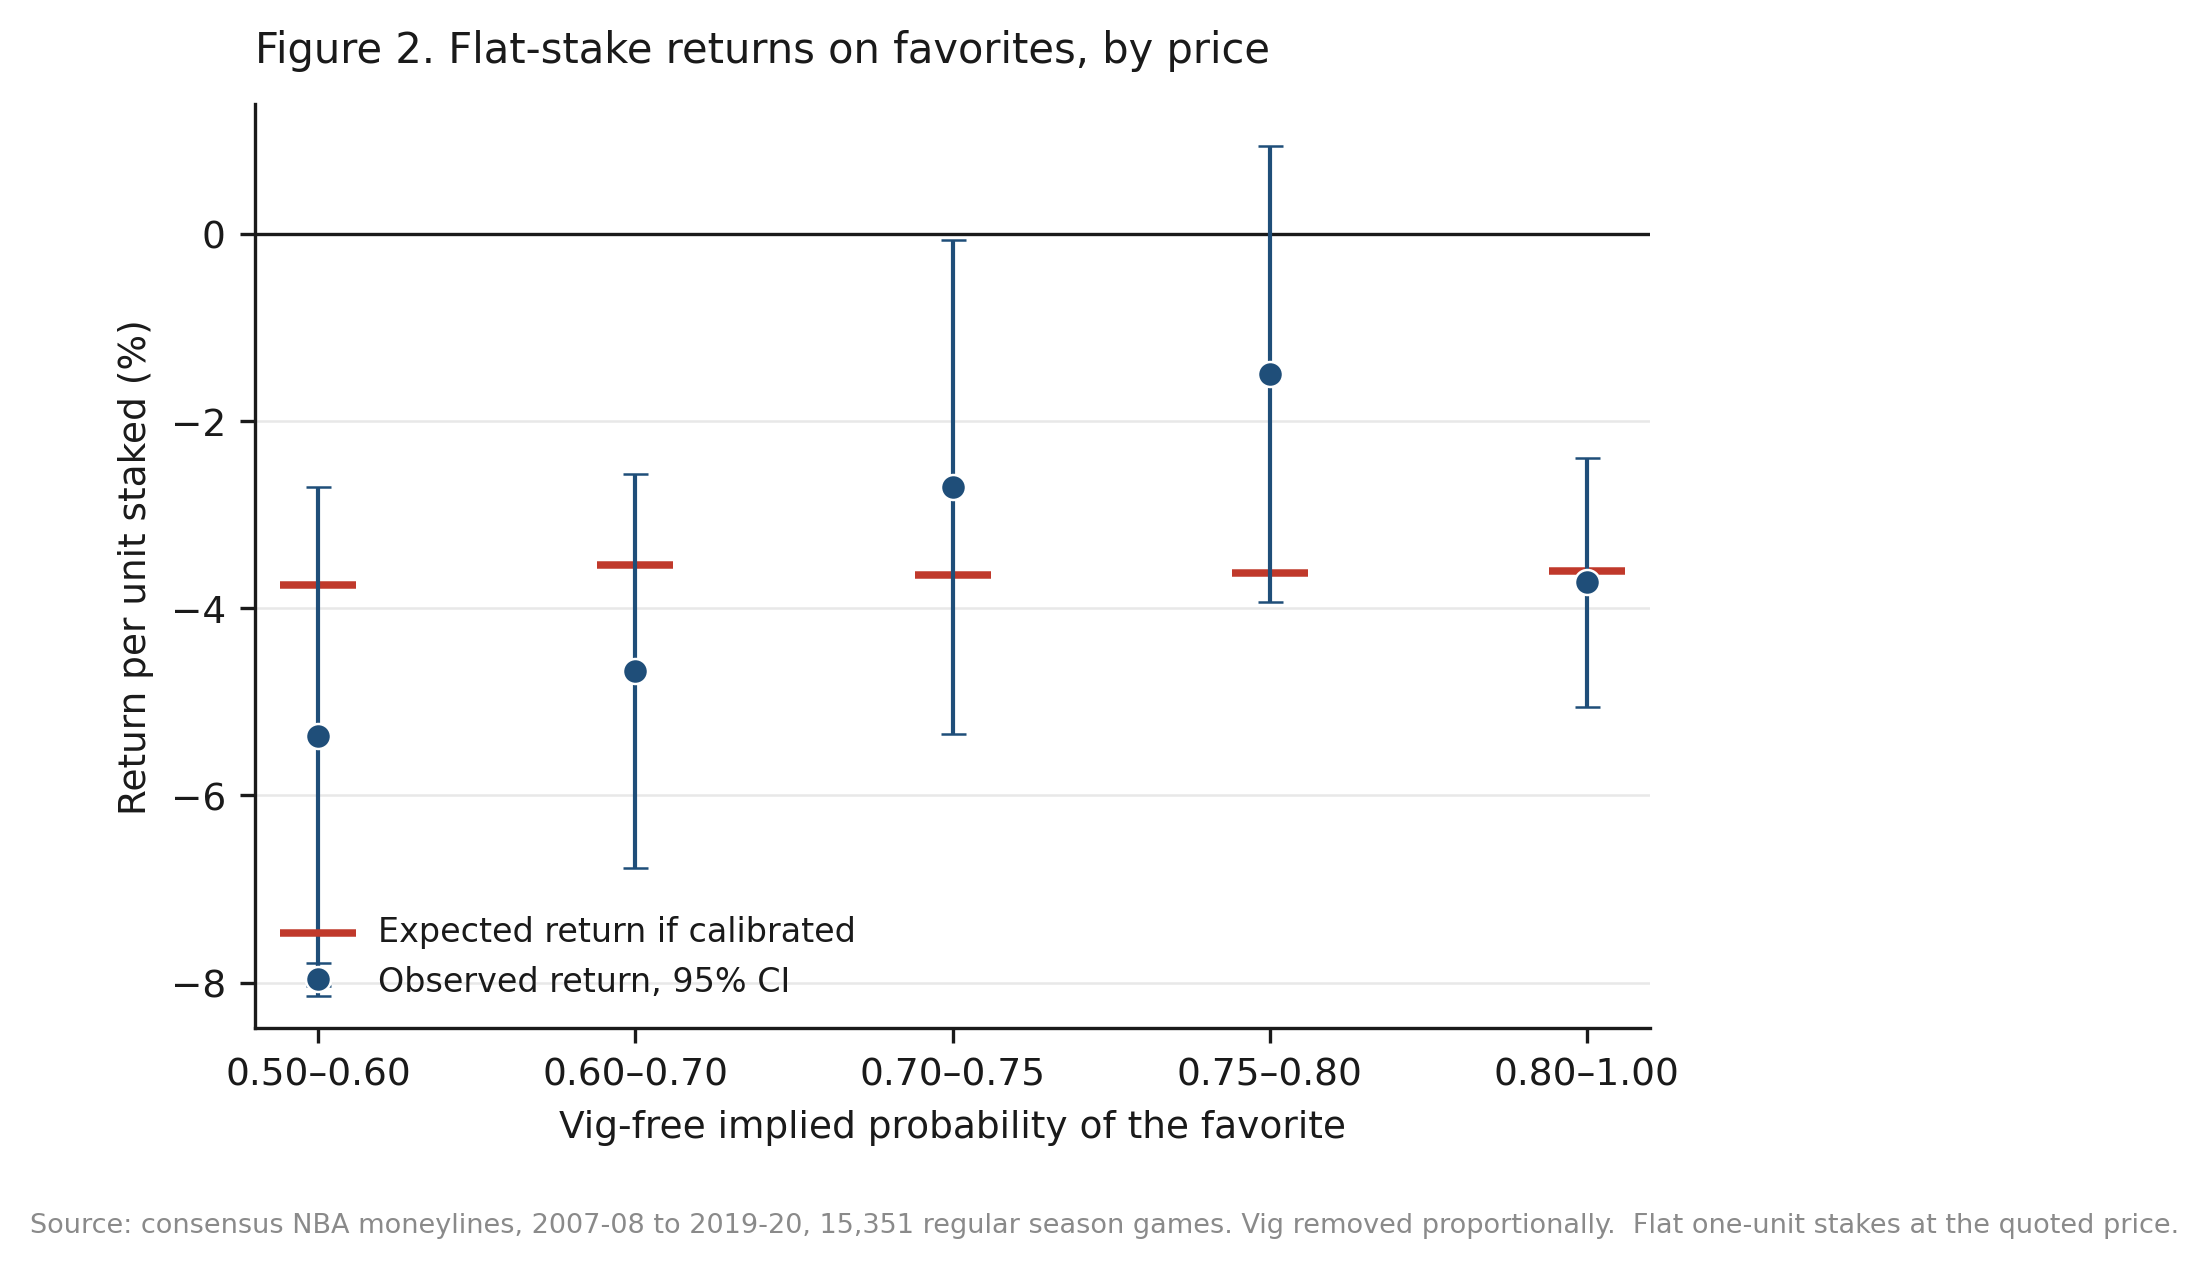 Figure 2. Flat-stake returns on favorites, by price
Return per unit staked (%)
0
−2
−4
−6
−8
Expected return if calibrated
Observed return, 95% CI
0.50–0.60 0.60–0.70 0.70–0.75 0.75–0.80 0.80–1.00
Vig-free implied probability of the favorite
Source: consensus NBA moneylines, 2007-08 to 2019-20, 15,351 regular season games. Vig removed proportionally.  Flat one-unit stakes at the quoted price.